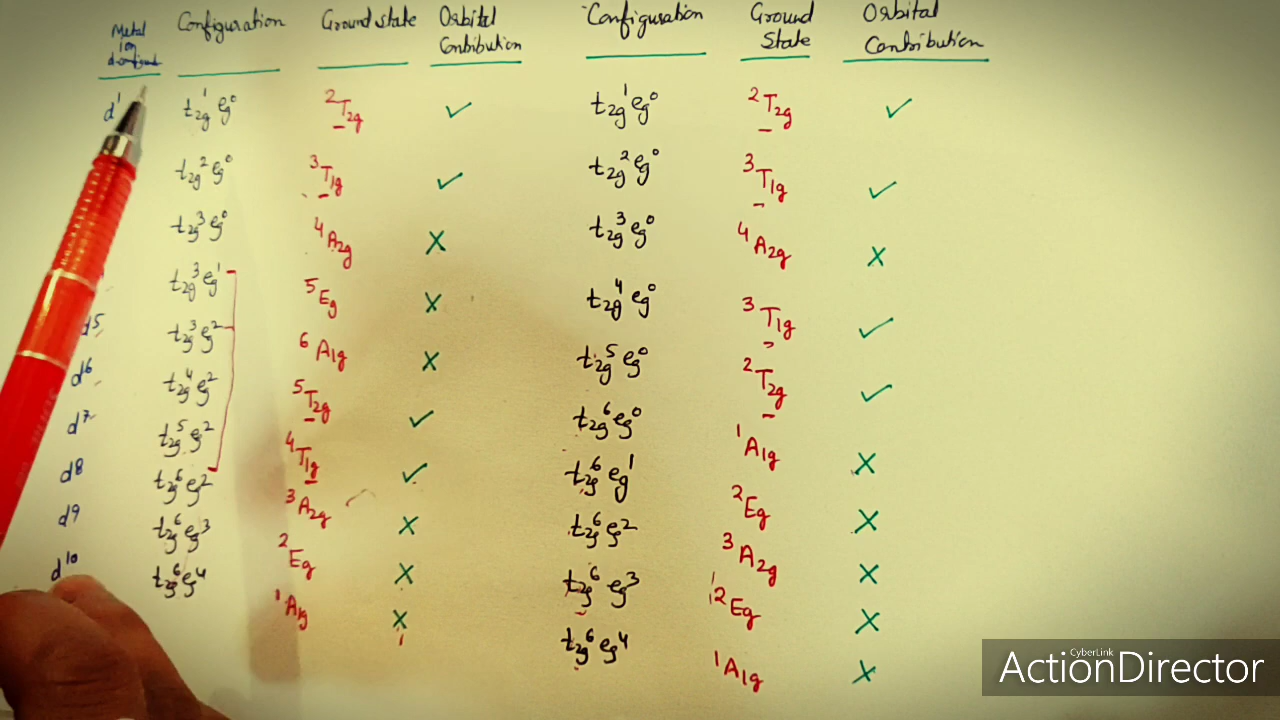 Metal ion d-configu Configuration Ground state Orbital Contribution Configuration Ground State Orbital Contribution
d¹ t₂g¹ eg⁰ ²T₂g ✓ t₂g¹ eg⁰ ²T₂g ✓
t₂g² eg⁰ ³T₁g ✓ t₂g² eg⁰ ³T₁g ✓
t₂g³ eg⁰ ⁴A₂g X t₂g³ eg⁰ ⁴A₂g X
t₂g³ eg¹ ⁵Eg X t₂g⁴ eg⁰ ³T₁g ✓
d⁵ t₂g³ eg² ⁶A₁g X t₂g⁵ eg⁰ ²T₂g ✓
d⁶ t₂g⁴ eg² ⁵T₂g ✓ t₂g⁶ eg⁰ ¹A₁g X
d⁷ t₂g⁵ eg² ⁴T₁g ✓ t₂g⁶ eg¹ ²Eg X
d⁸ t₂g⁶ eg² ³A₂g X t₂g⁶ eg² ³A₂g X
d⁹ t₂g⁶ eg³ ²Eg X t₂g⁶ eg³ ²Eg X
d¹⁰ t₂g⁶ eg⁴ ¹A₁g X t₂g⁶ eg⁴ ¹A₁g X
CyberLink
ActionDirector